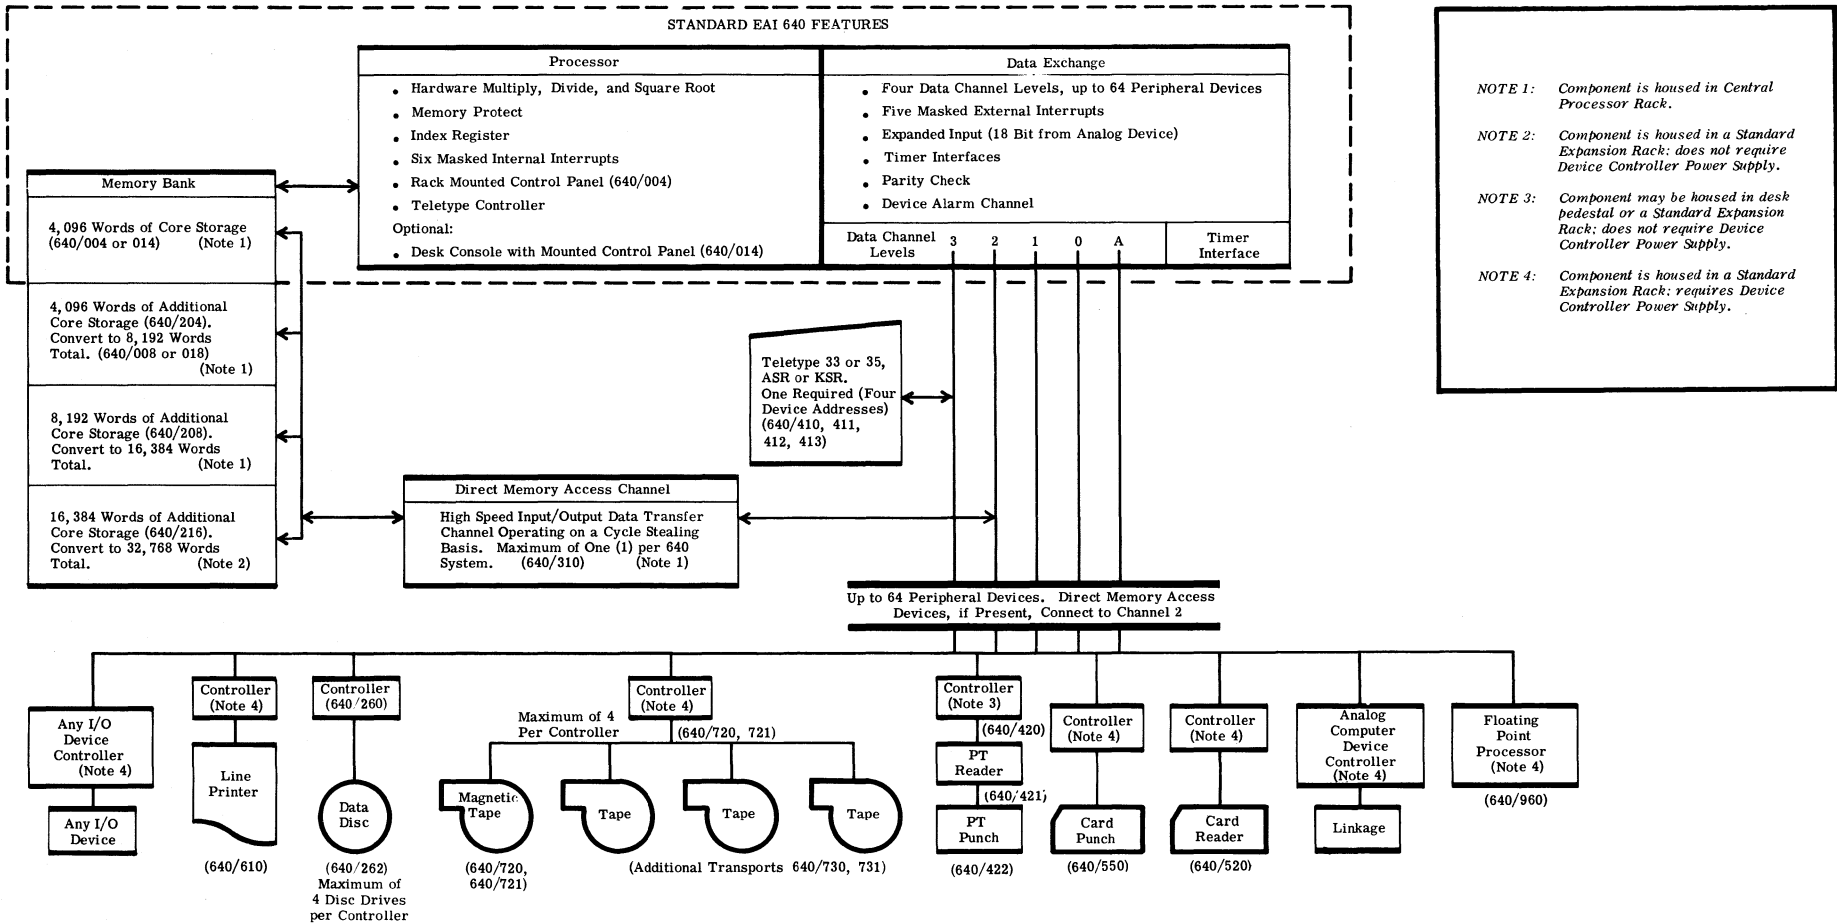 STANDARD EAI 640 FEATURES
Processor
• Hardware Multiply, Divide, and Square Root
• Memory Protect
• Index Register
• Six Masked Internal Interrupts
• Rack Mounted Control Panel (640/004)
• Teletype Controller
Optional:
• Desk Console with Mounted Control Panel (640/014)
Data Exchange
• Four Data Channel Levels, up to 64 Peripheral Devices
• Five Masked External Interrupts
• Expanded Input (18 Bit from Analog Device)
• Timer Interfaces
• Parity Check
• Device Alarm Channel
Data Channel
Levels
3 2 1 0 A
Timer
Interface
NOTE 1: Component is housed in Central
Processor Rack.
NOTE 2: Component is housed in a Standard
Expansion Rack: does not require
Device Controller Power Supply.
NOTE 3: Component may be housed in desk
pedestal or a Standard Expansion
Rack; does not require Device
Controller Power Supply.
NOTE 4: Component is housed in a Standard
Expansion Rack: requires Device
Controller Power Supply.
Memory Bank
4,096 Words of Core Storage
(640/004 or 014) (Note 1)
4,096 Words of Additional
Core Storage (640/204).
Convert to 8,192 Words
Total. (640/008 or 018)
(Note 1)
8,192 Words of Additional
Core Storage (640/208).
Convert to 16,384 Words
Total. (Note 1)
16,384 Words of Additional
Core Storage (640/216).
Convert to 32,768 Words
Total. (Note 2)
Teletype 33 or 35,
ASR or KSR.
One Required (Four
Device Addresses)
(640/410, 411,
412, 413)
Direct Memory Access Channel
High Speed Input/Output Data Transfer
Channel Operating on a Cycle Stealing
Basis. Maximum of One (1) per 640
System. (640/310) (Note 1)
Up to 64 Peripheral Devices. Direct Memory Access
Devices, if Present, Connect to Channel 2
Any I/O
Device
Controller
(Note 4)
Any I/O
Device
Controller
(Note 4)
Line
Printer
(640/610)
Controller
(640/260)
Data
Disc
(640/262)
Maximum of
4 Disc Drives
per Controller
Controller
(Note 4)
Maximum of 4
Per Controller
(640/720, 721)
Magnetic
Tape
Tape
Tape
Tape
(640/720,
640/721)
(Additional Transports 640/730, 731)
Controller
(Note 3)
(640/420)
PT
Reader
(640/421)
PT
Punch
(640/422)
Controller
(Note 4)
Card
Punch
(640/550)
Controller
(Note 4)
Card
Reader
(640/520)
Analog
Computer
Device
Controller
(Note 4)
Linkage
Floating
Point
Processor
(Note 4)
(640/960)